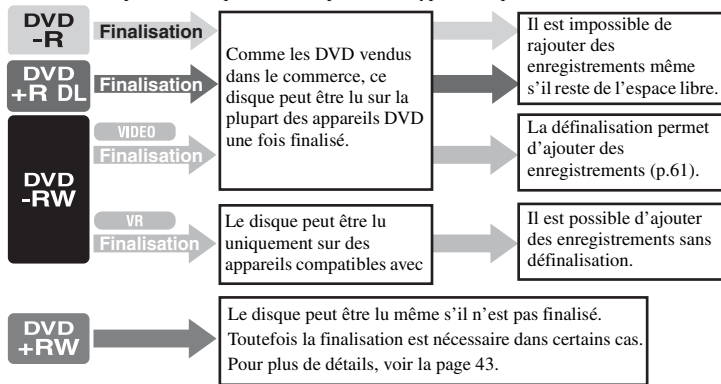 DVD
-R
Finalisation
Comme les DVD vendus
dans le commerce, ce
disque peut être lu sur la
plupart des appareils DVD
une fois finalisé.
Il est impossible de
rajouter des
enregistrements même
s'il reste de l'espace libre.
DVD
+R DL
Finalisation
DVD
-RW
VIDEO
Finalisation
La définalisation permet
d'ajouter des
enregistrements (p.61).
VR
Finalisation
Le disque peut être lu
uniquement sur des
appareils compatibles avec
Il est possible d'ajouter
des enregistrements sans
définalisation.
DVD
+RW
Le disque peut être lu même s'il n'est pas finalisé.
Toutefois la finalisation est nécessaire dans certains cas.
Pour plus de détails, voir la page 43.